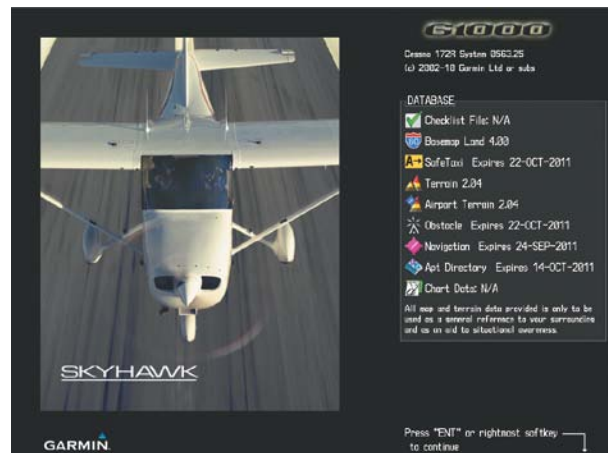 G1000
Cessna 172R System 0563.25
(c) 2002-10 Garmin Ltd or subs
DATABASE
Checklist File: N/A
Basemap Land 4.00
A→ SafeTaxi Expires 22-OCT-2011
Terrain 2.04
Airport Terrain 2.04
Obstacle Expires 22-OCT-2011
Navigation Expires 24-SEP-2011
Apt Directory Expires 14-OCT-2011
Chart Data: N/A
All map and terrain data provided is only to be
used as a general reference to your surrounding
and as an aid to situational awareness.
SKYHAWK
GARMIN.
Press "ENT" or rightmost softkey
to continue